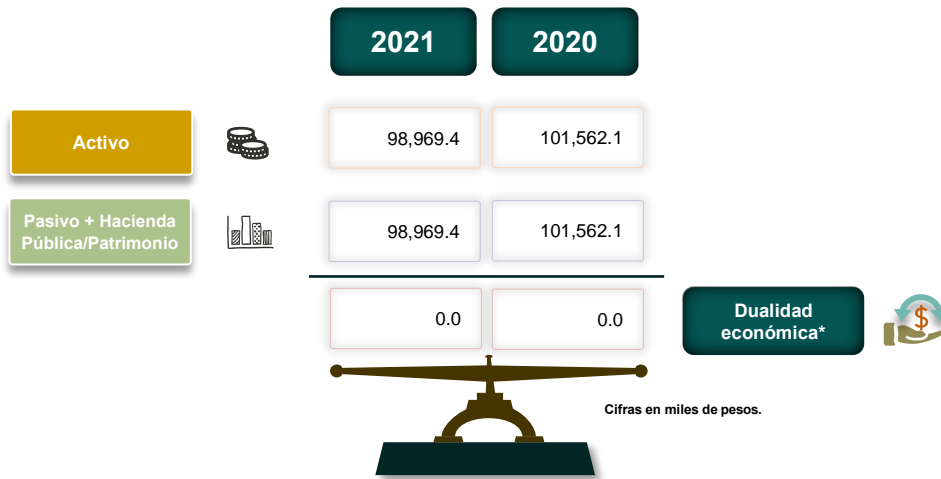 2021 2020
Activo 98,969.4 101,562.1
Pasivo + Hacienda
Pública/Patrimonio 98,969.4 101,562.1
0.0 0.0
Dualidad
económica*
$
Cifras en miles de pesos.